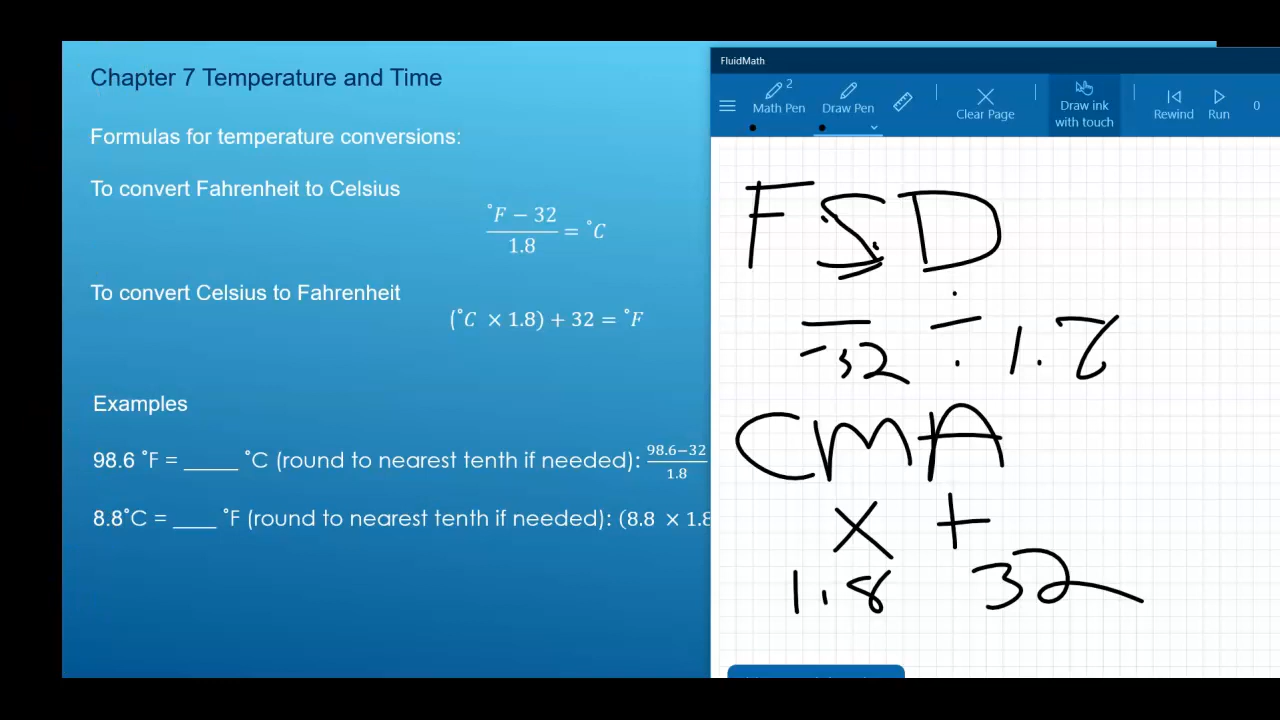 Chapter 7 Temperature and Time
Formulas for temperature conversions:
To convert Fahrenheit to Celsius
˚F − 32
1.8
= ˚C
To convert Celsius to Fahrenheit
(˚C × 1.8) + 32 = ˚F
Examples
98.6 ˚F = _____ ˚C (round to nearest tenth if needed): 98.6−32
1.8
8.8˚C = ____ ˚F (round to nearest tenth if needed): (8.8 × 1.8
FluidMath
2
Math Pen
Draw Pen
Clear Page
Draw ink
with touch
Rewind
Run
0
FSD
− ÷
−32 ÷ 1.8
CMA
× +
1.8 32